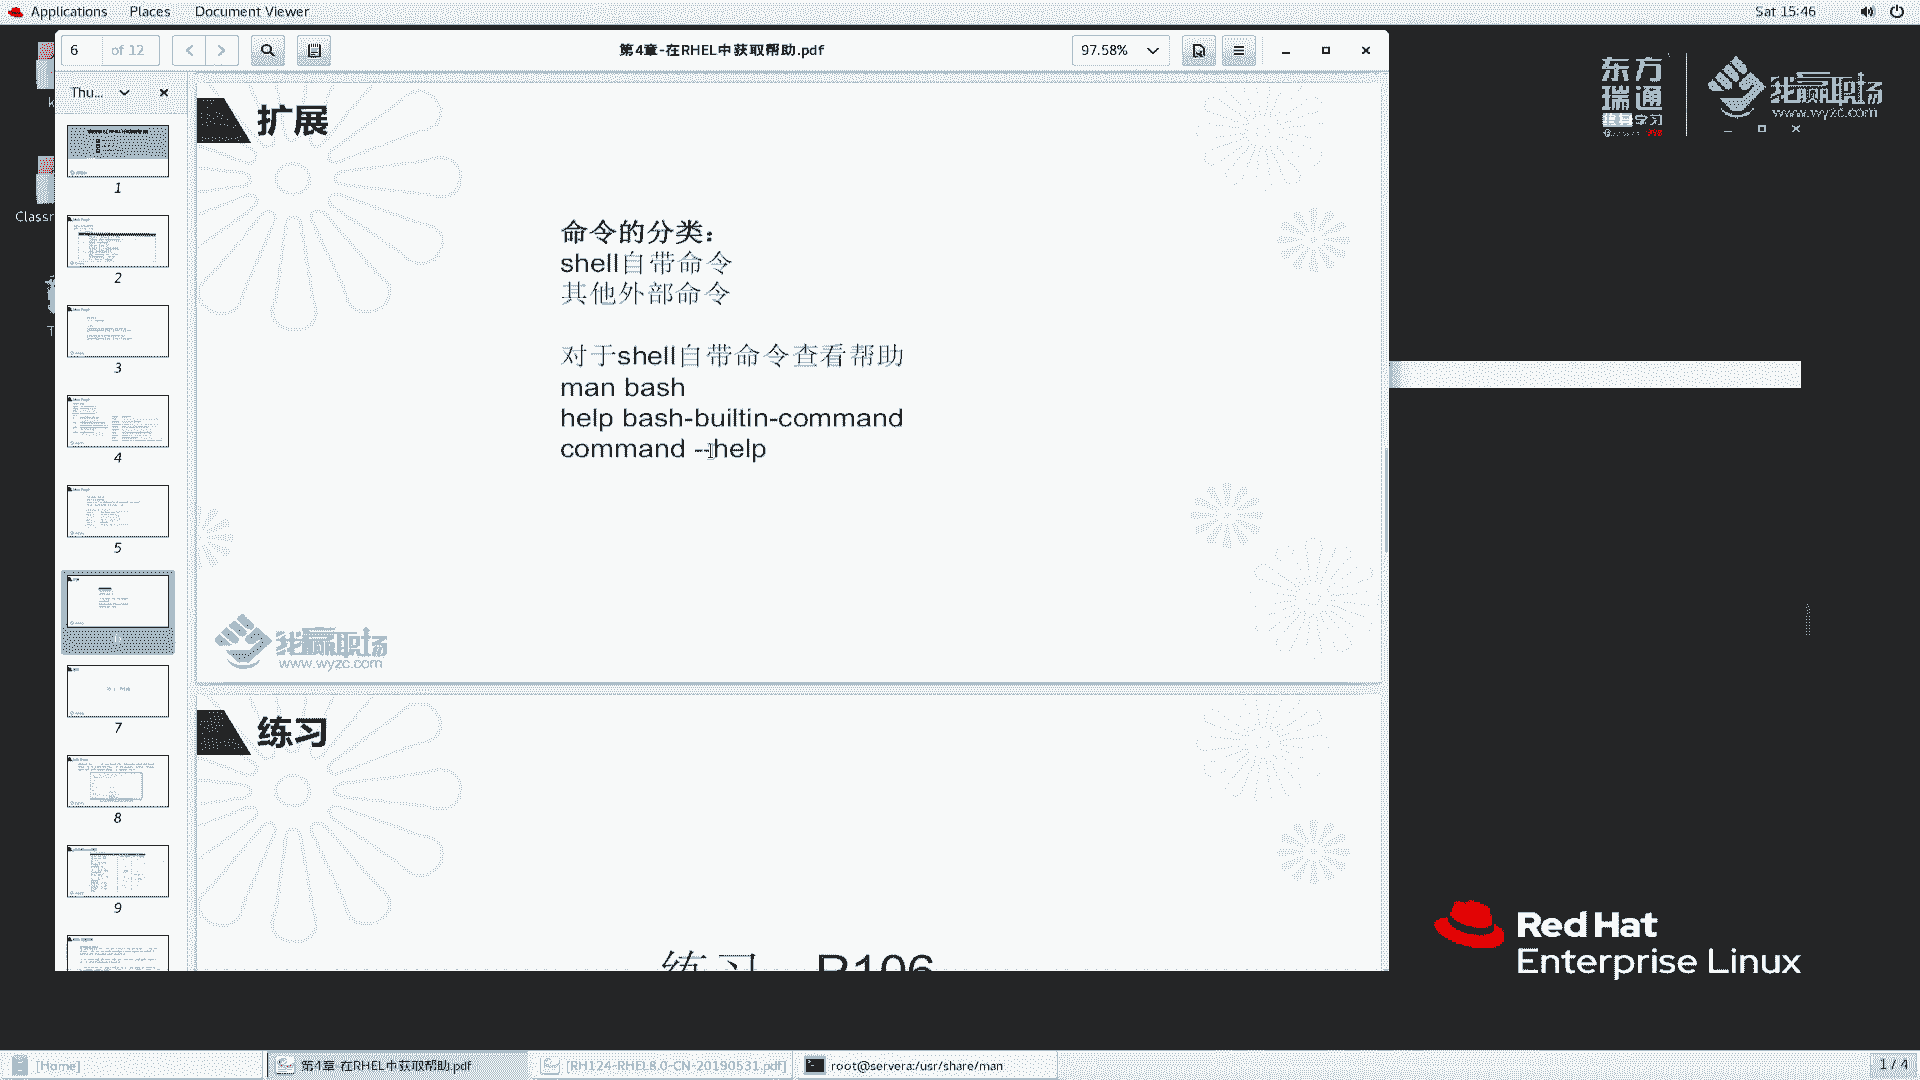 Applications Places Document Viewer
Sat 15:46
6 of 12
第4章-在RHEL中获取帮助.pdf
97.58%
Thu...
1
2
3
4
5
7
8
9
扩展
命令的分类：
shell自带命令
其他外部命令
对于shell自带命令查看帮助
man bash
help bash-builtin-command
command --help
我赢职场
www.wyzc.com
练习
东方
瑞通
终身学习
我赢职场
www.wyzc.com
Classr
Red Hat
Enterprise Linux
[Home]
第4章-在RHEL中获取帮助.pdf
[RH124-RHEL8.0-CN-20190531.pdf]
root@servera:/usr/share/man
1 / 4